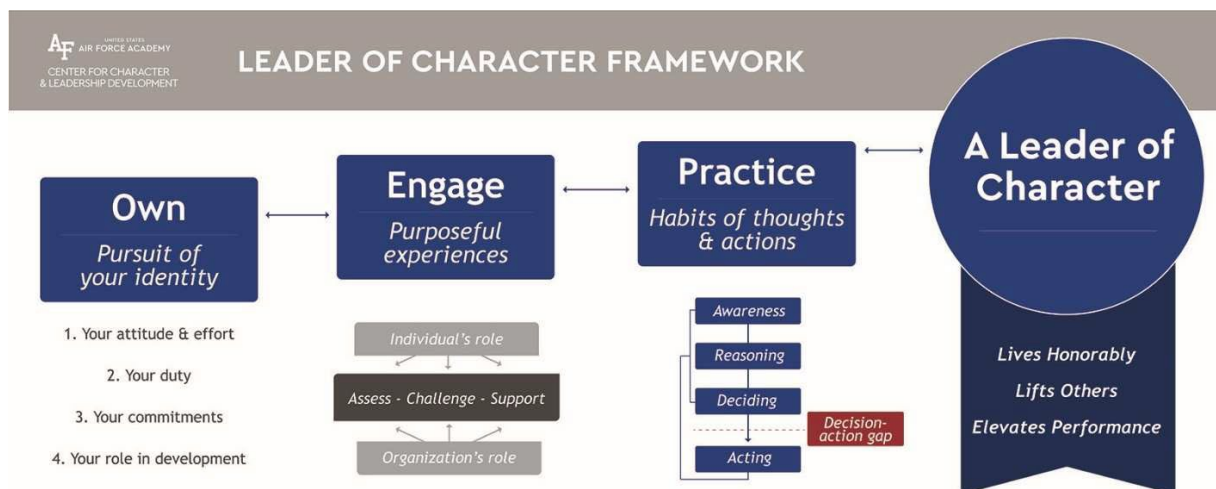 UNITED STATES
AF AIR FORCE ACADEMY
CENTER FOR CHARACTER
& LEADERSHIP DEVELOPMENT
LEADER OF CHARACTER FRAMEWORK
Own
Pursuit of
your identity
1. Your attitude & effort
2. Your duty
3. Your commitments
4. Your role in development
Engage
Purposeful
experiences
Individual's role
Assess - Challenge - Support
Organization's role
Practice
Habits of thoughts
& actions
Awareness
Reasoning
Deciding
Decision-
action gap
Acting
A Leader of
Character
Lives Honorably
Lifts Others
Elevates Performance